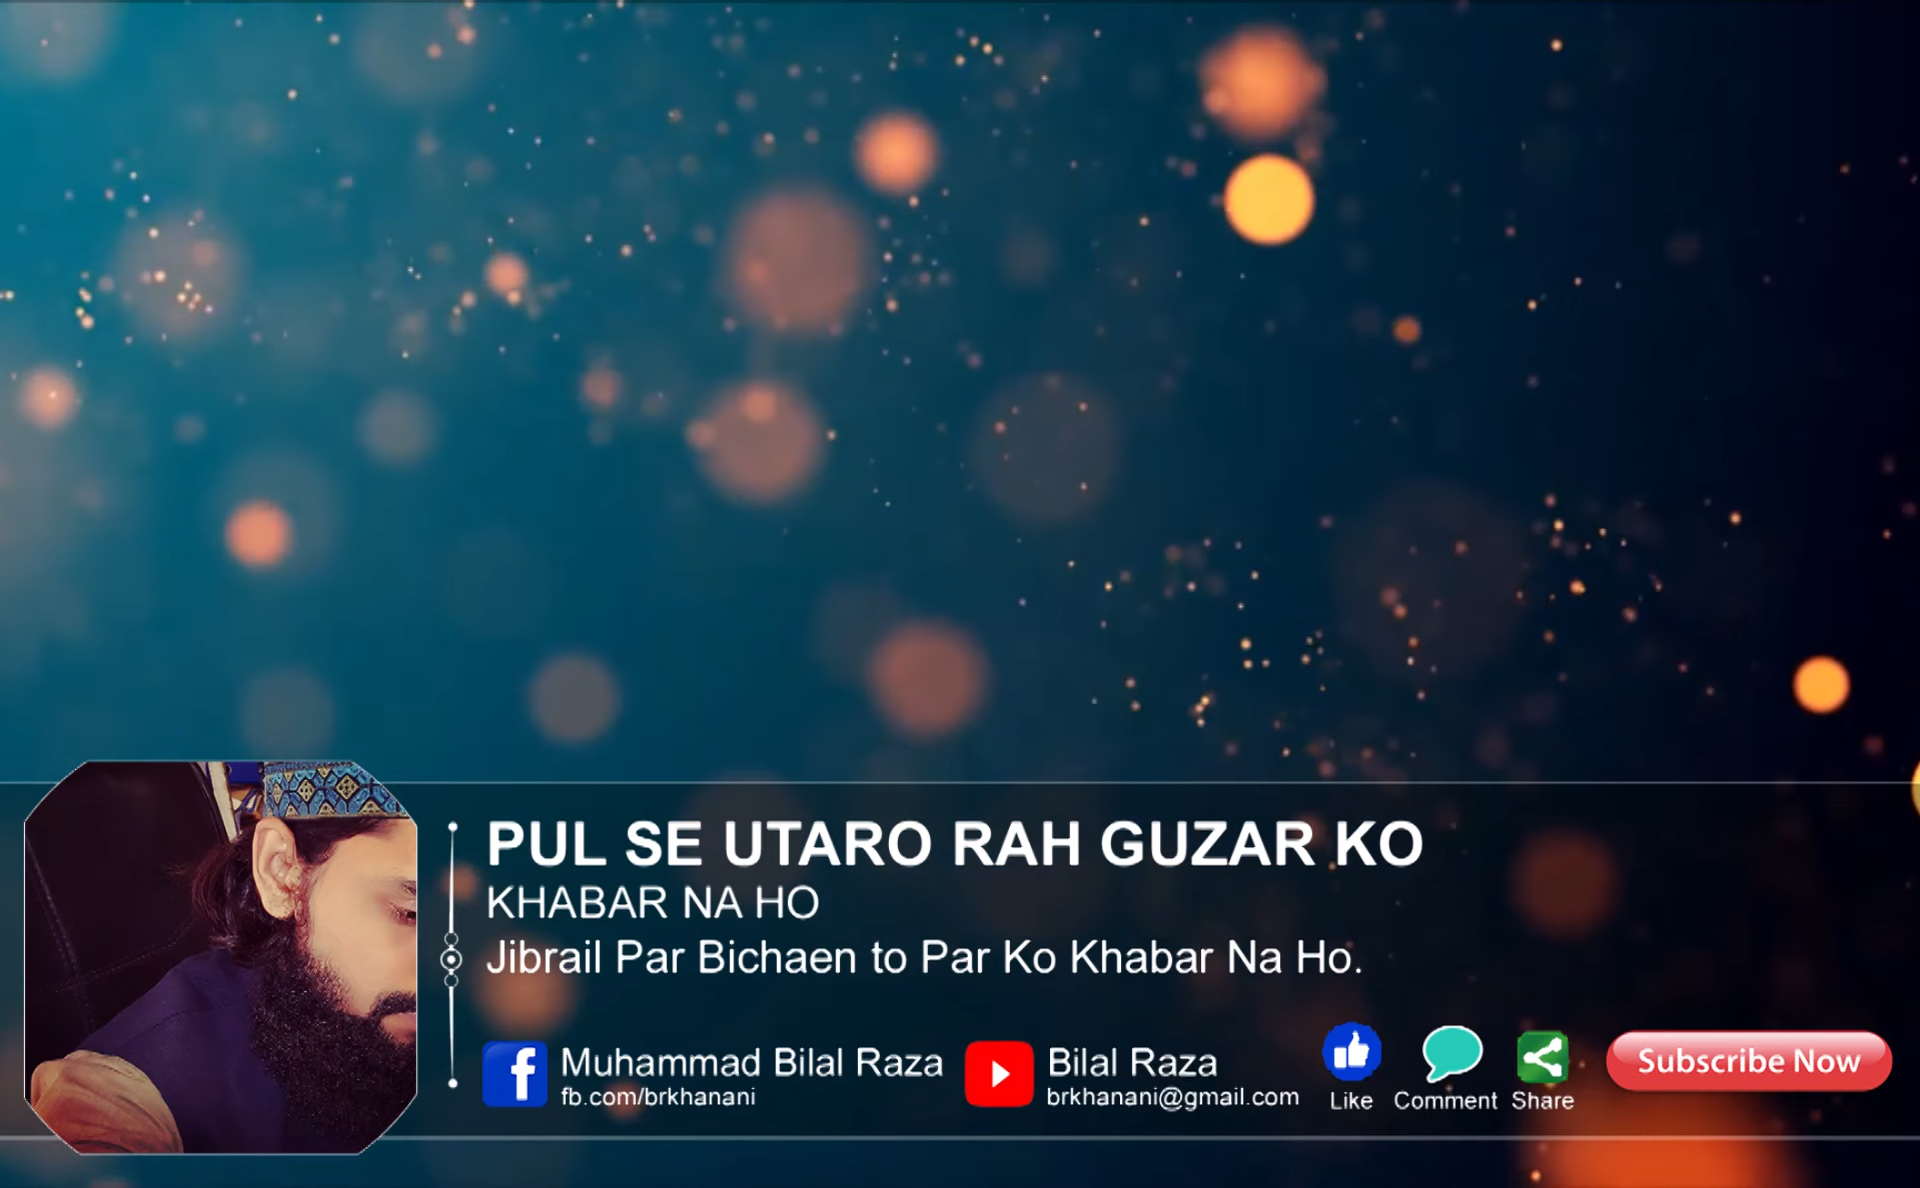 PUL SE UTARO RAH GUZAR KO
KHABAR NA HO
Jibrail Par Bichaen to Par Ko Khabar Na Ho.
f Muhammad Bilal Raza
fb.com/brkhanani
Bilal Raza
brkhanani@gmail.com
Like
Comment
Share
Subscribe Now